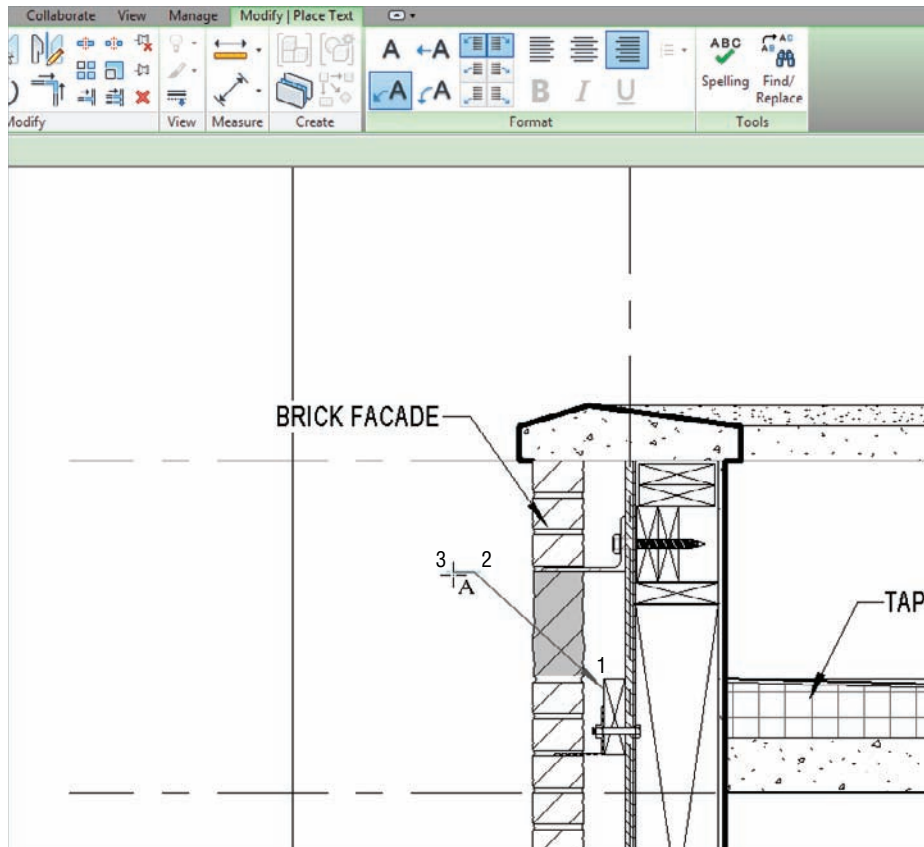 Collaborate View Manage Modify | Place Text
A A
A A B I U
ABC
Spelling Find/
Replace
Modify View Measure Create Format Tools
BRICK FACADE
3 2
A
TAP
1